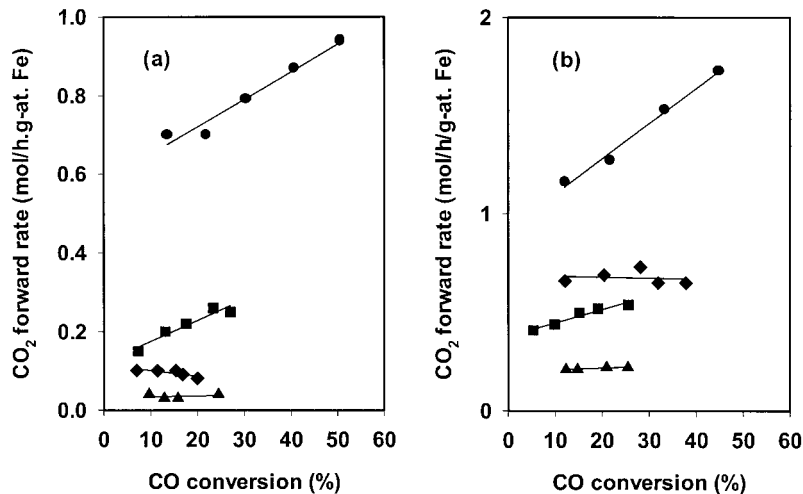 CO₂ forward rate (mol/h.g-at. Fe)
1.0
0.8
0.6
0.4
0.2
0.0
(a)
0 10 20 30 40 50 60
CO conversion (%)
CO₂ forward rate (mol/h/g-at. Fe)
2
1
0
(b)
0 10 20 30 40 50 60
CO conversion (%)